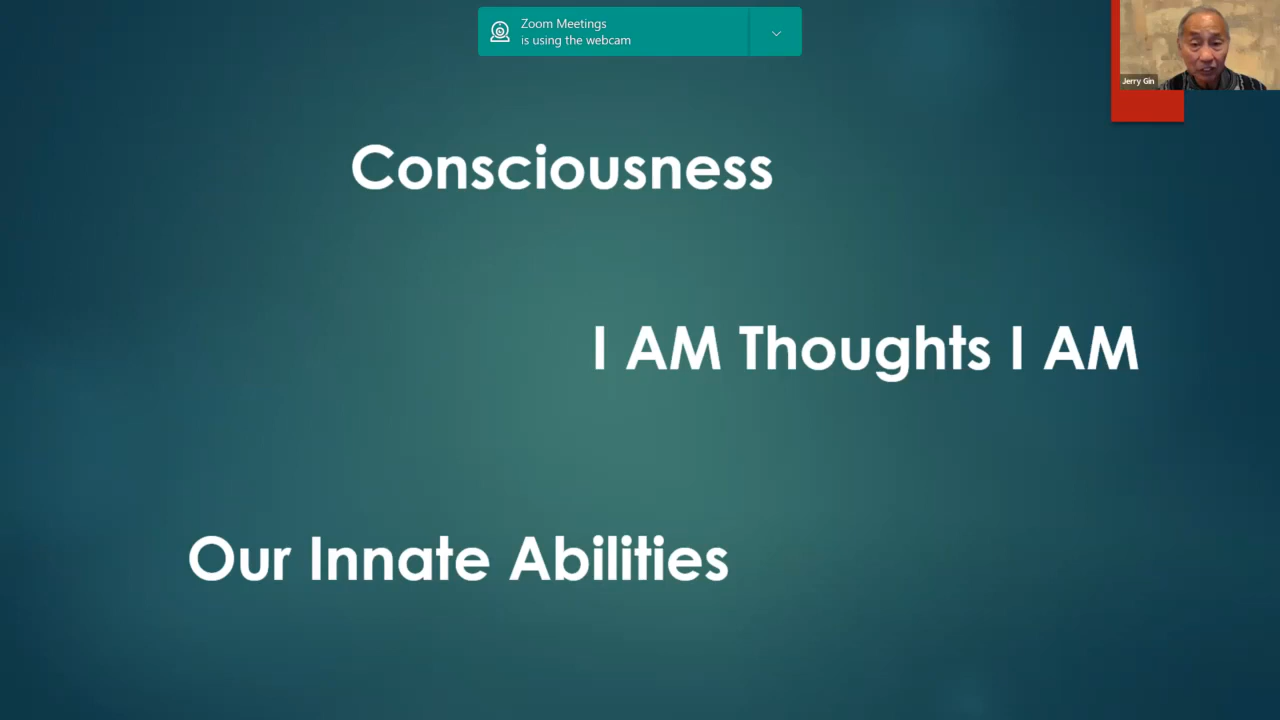 Zoom Meetings
is using the webcam
Jerry Gin
Consciousness
I AM Thoughts I AM
Our Innate Abilities